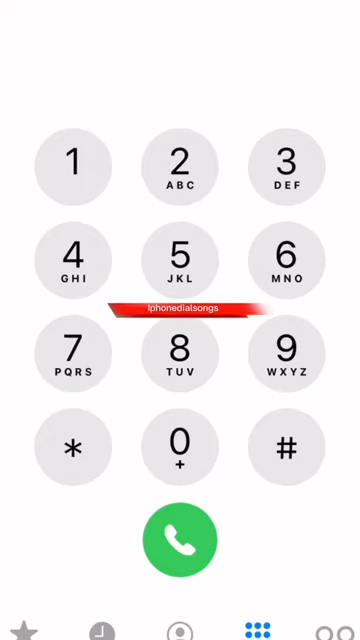 1 2 3
ABC DEF
4 5 6
GHI JKL MNO
Iphonedialsongs
7 8 9
PQRS TUV WXYZ
* 0 #
+